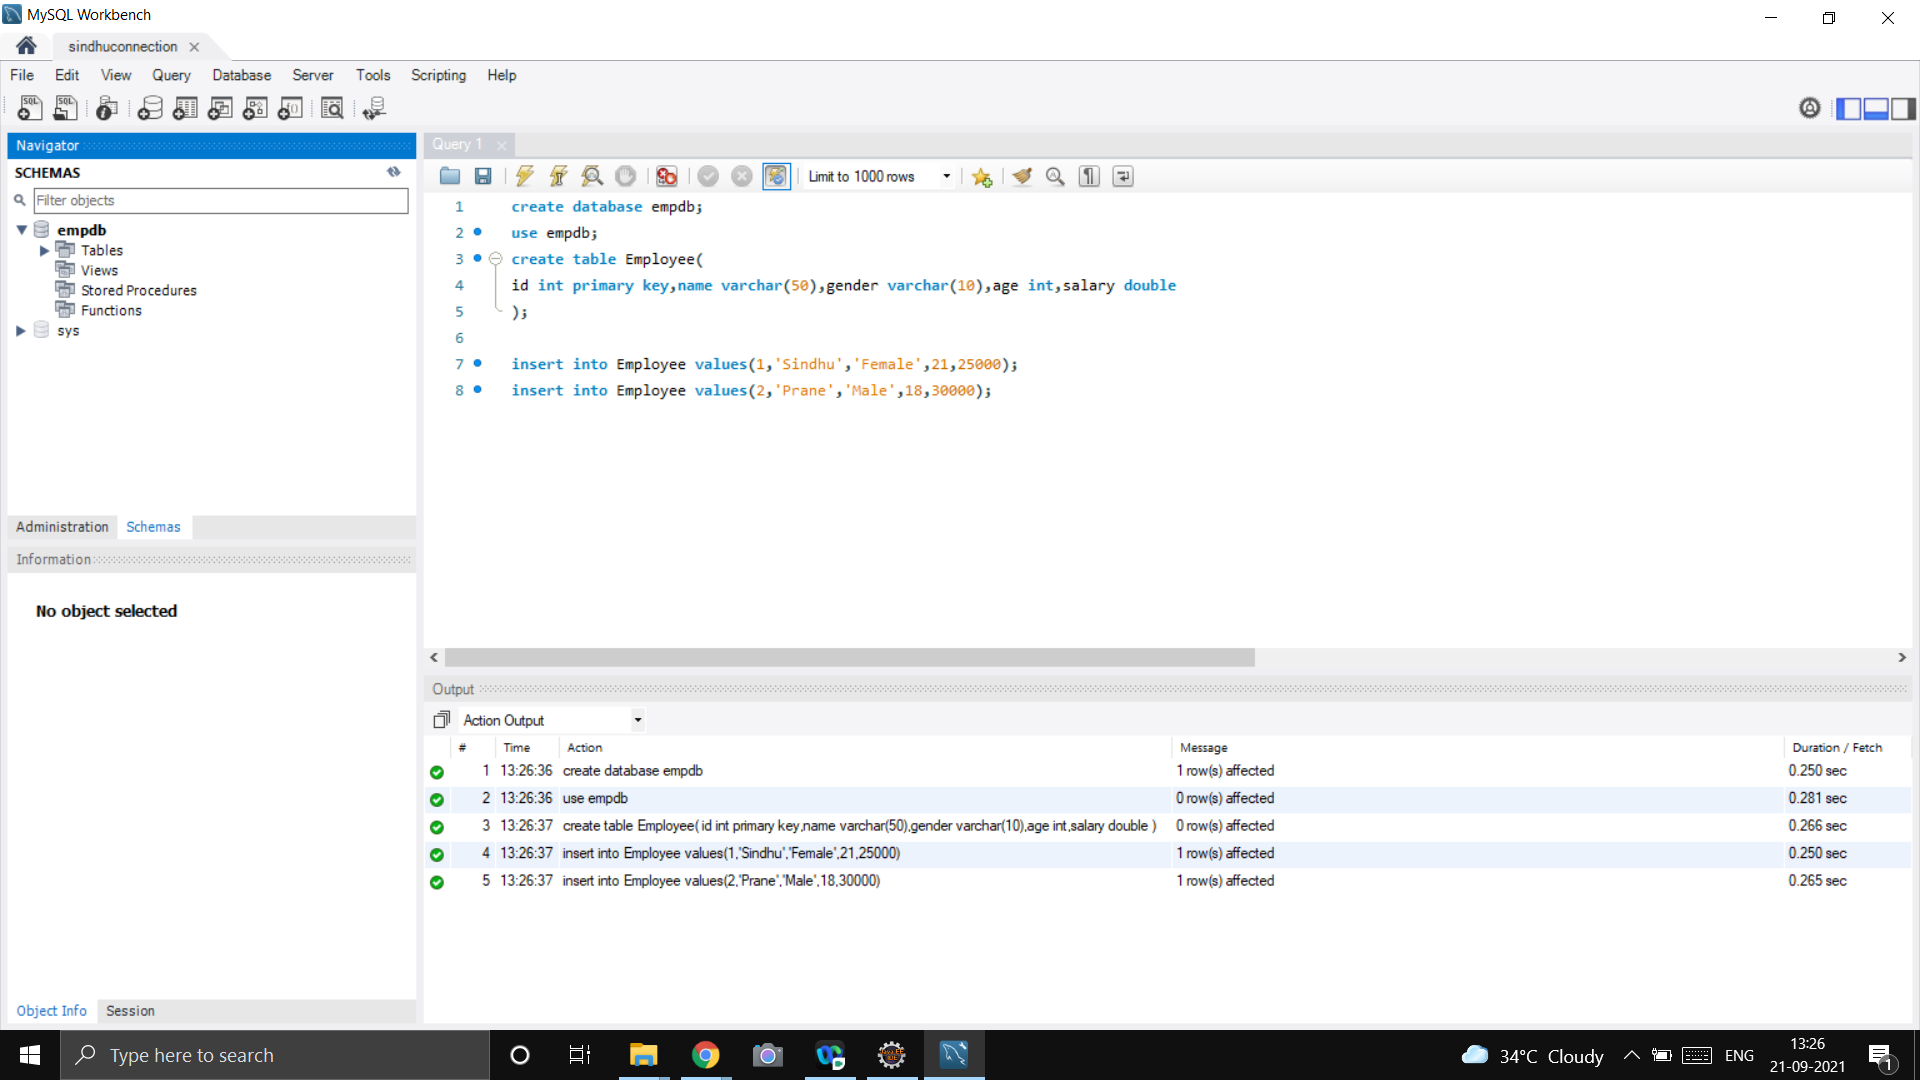 MySQL Workbench
sindhuconnection
File Edit View Query Database Server Tools Scripting Help
Navigator
SCHEMAS
Filter objects
empdb
Tables
Views
Stored Procedures
Functions
sys
Administration Schemas
Information
No object selected
Object Info Session
Query 1
Limit to 1000 rows
1 create database empdb;
2 use empdb;
3 create table Employee(
4 id int primary key,name varchar(50),gender varchar(10),age int,salary double
5 );
6
7 insert into Employee values(1,'Sindhu','Female',21,25000);
8 insert into Employee values(2,'Prane','Male',18,30000);
Output
Action Output
# Time Action Message Duration / Fetch
1 13:26:36 create database empdb 1 row(s) affected 0.250 sec
2 13:26:36 use empdb 0 row(s) affected 0.281 sec
3 13:26:37 create table Employee( id int primary key,name varchar(50),gender varchar(10),age int,salary double ) 0 row(s) affected 0.266 sec
4 13:26:37 insert into Employee values(1,'Sindhu','Female',21,25000) 1 row(s) affected 0.250 sec
5 13:26:37 insert into Employee values(2,'Prane','Male',18,30000) 1 row(s) affected 0.265 sec
Type here to search
34°C Cloudy
ENG
13:26
21-09-2021
1